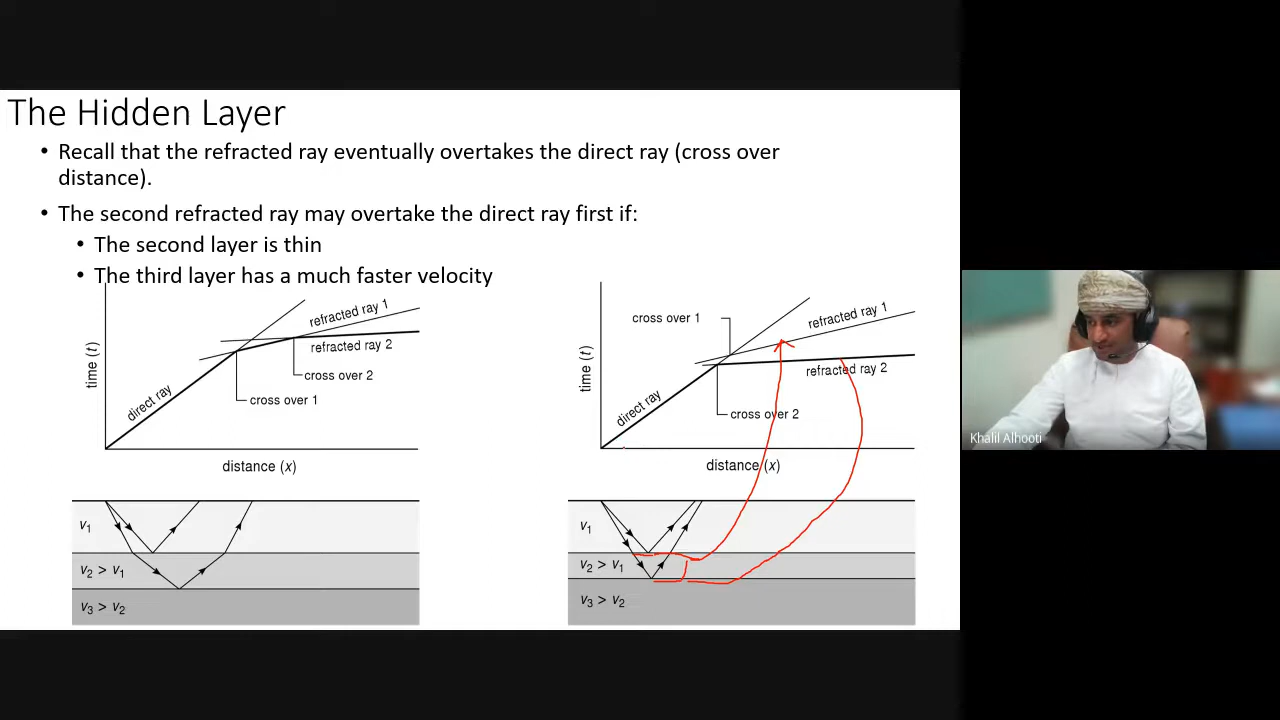 The Hidden Layer
• Recall that the refracted ray eventually overtakes the direct ray (cross over
distance).
• The second refracted ray may overtake the direct ray first if:
• The second layer is thin
• The third layer has a much faster velocity
time (t)
direct ray
refracted ray 1
refracted ray 2
cross over 2
cross over 1
distance (x)
v₁
v₂ > v₁
v₃ > v₂
time (t)
cross over 1
refracted ray 1
refracted ray 2
direct ray
cross over 2
distance (x)
v₁
v₂ > v₁
v₃ > v₂
Khalil Alhooti